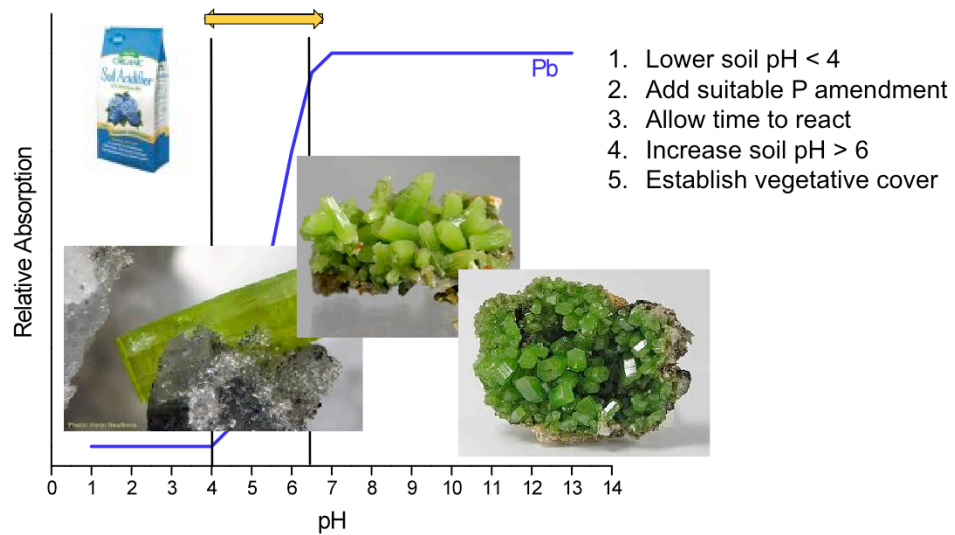 ORGANIC
Soil Acidifier
Pb
1. Lower soil pH < 4
2. Add suitable P amendment
3. Allow time to react
4. Increase soil pH > 6
5. Establish vegetative cover
Relative Absorption
0 1 2 3 4 5 6 7 8 9 10 11 12 13 14
pH